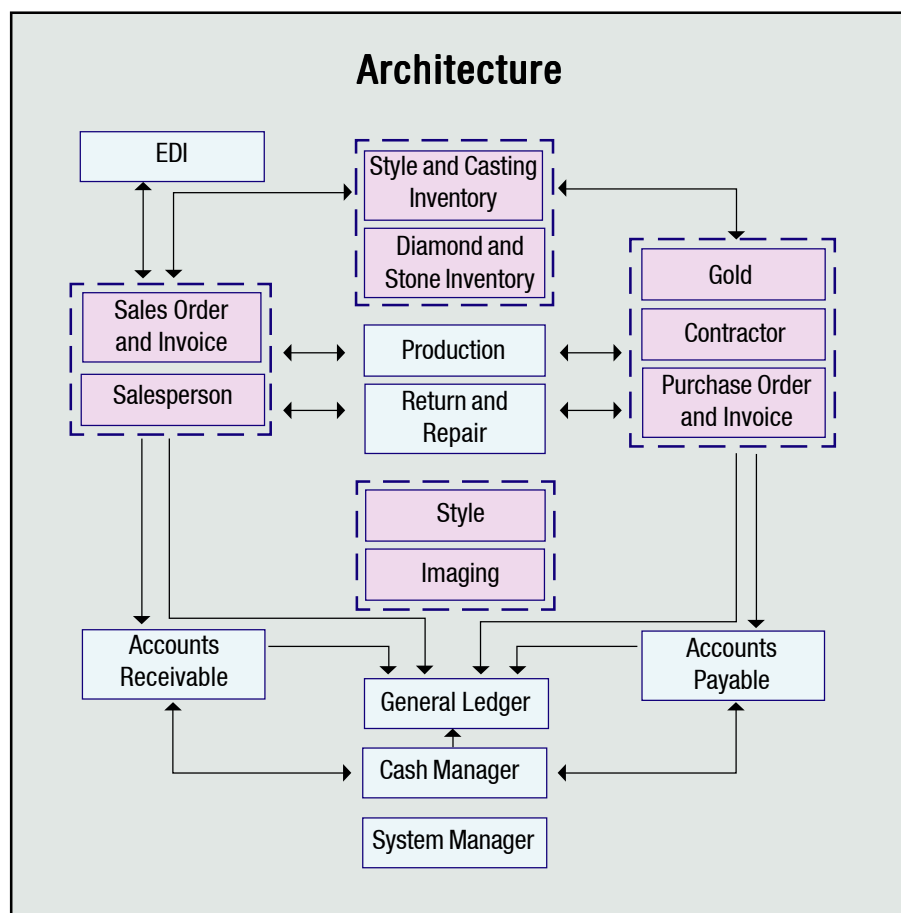 Architecture
EDI
Style and Casting
Inventory
Diamond and
Stone Inventory
Gold
Sales Order
and Invoice
Contractor
Production
Salesperson
Purchase Order
and Invoice
Return and
Repair
Style
Imaging
Accounts
Receivable
Accounts
Payable
General Ledger
Cash Manager
System Manager